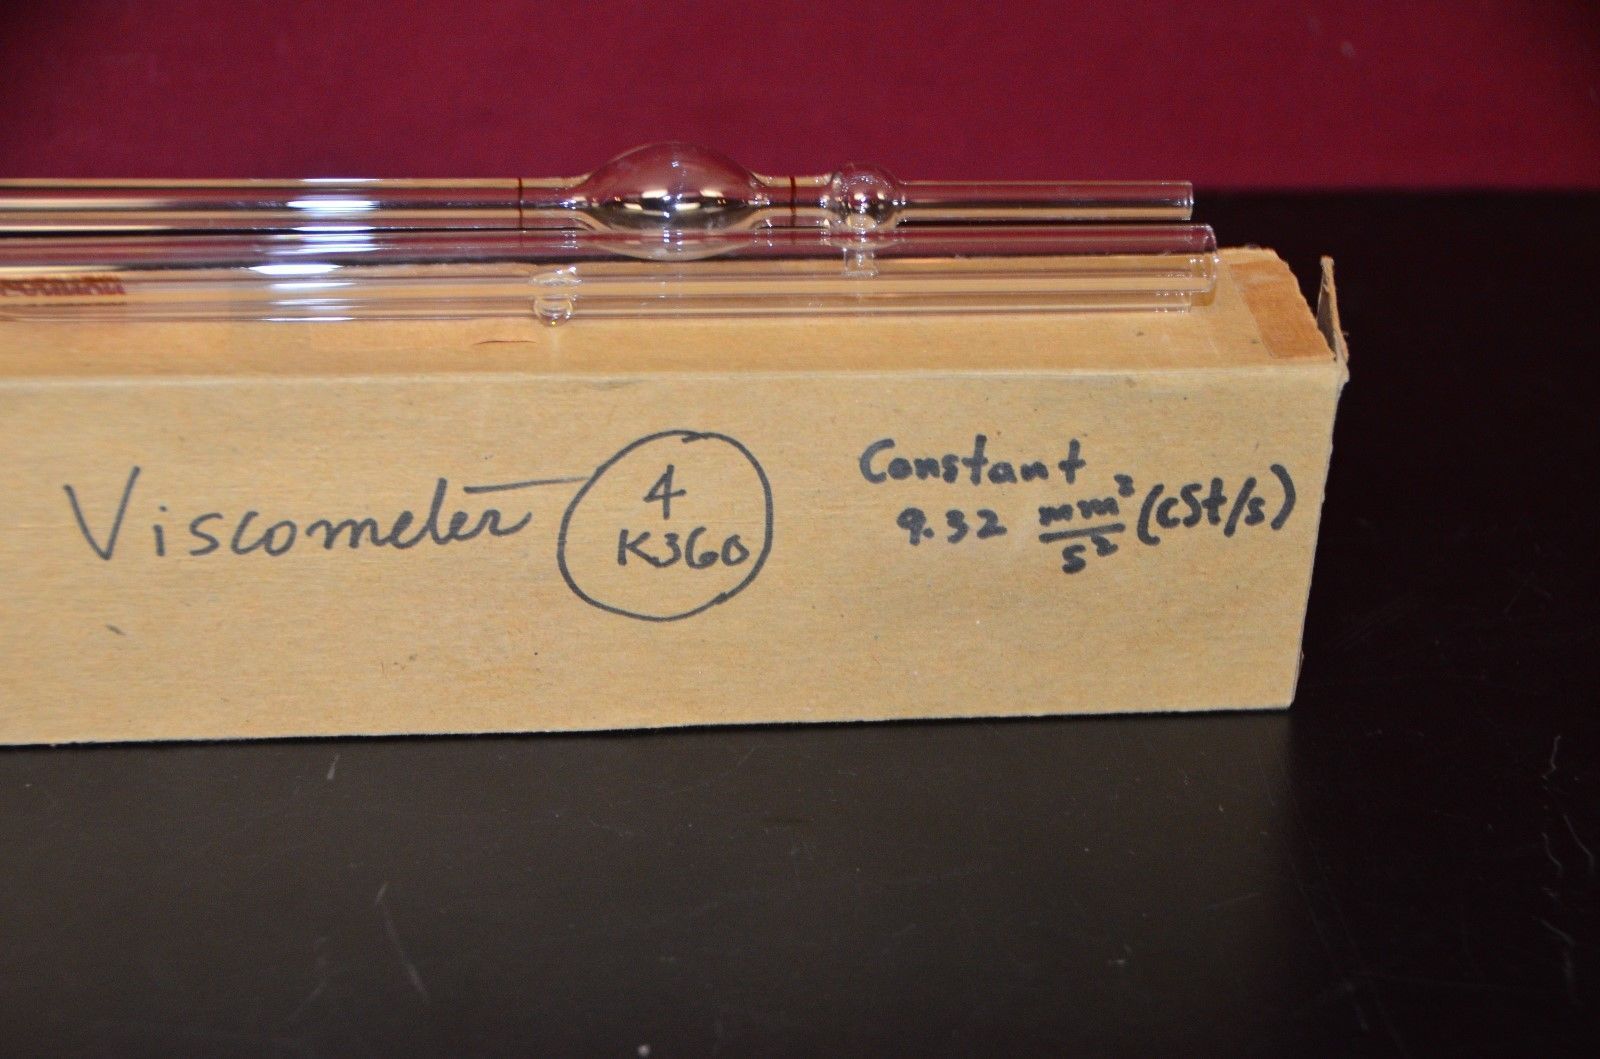 Viscometer
4
K360
Constant
9.32 mm²/s² (cSt/s)